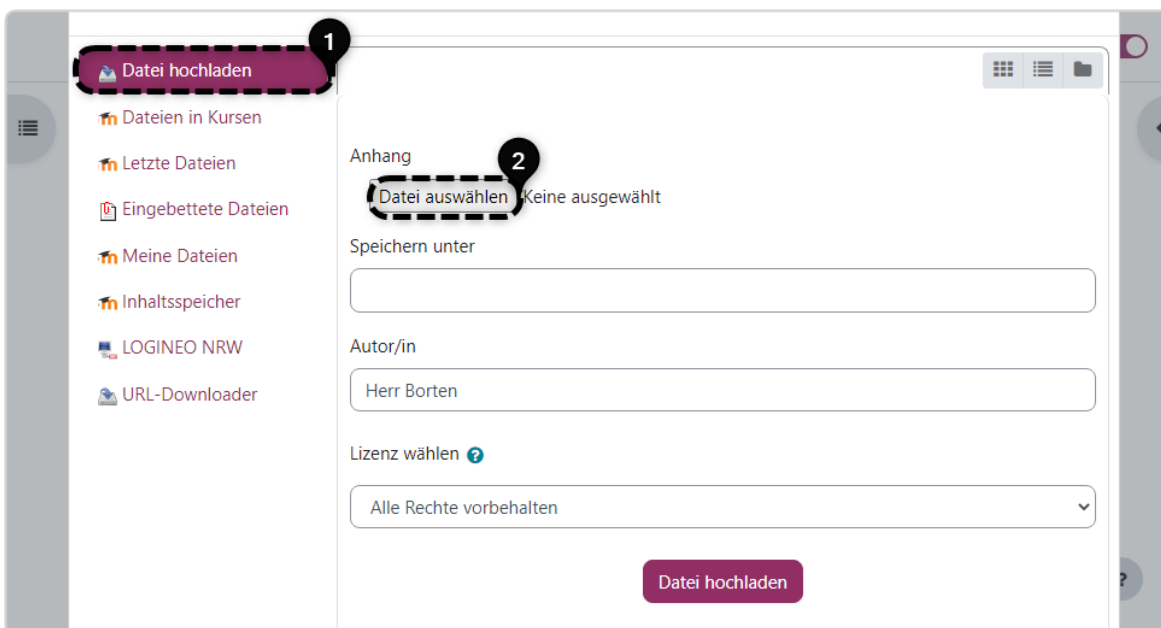 1
Datei hochladen
Dateien in Kursen
Letzte Dateien
Eingebettete Dateien
Meine Dateien
Inhaltsspeicher
LOGINEO NRW
URL-Downloader
Anhang
2
Datei auswählen Keine ausgewählt
Speichern unter
Autor/in
Herr Borten
Lizenz wählen ?
Alle Rechte vorbehalten
Datei hochladen
?